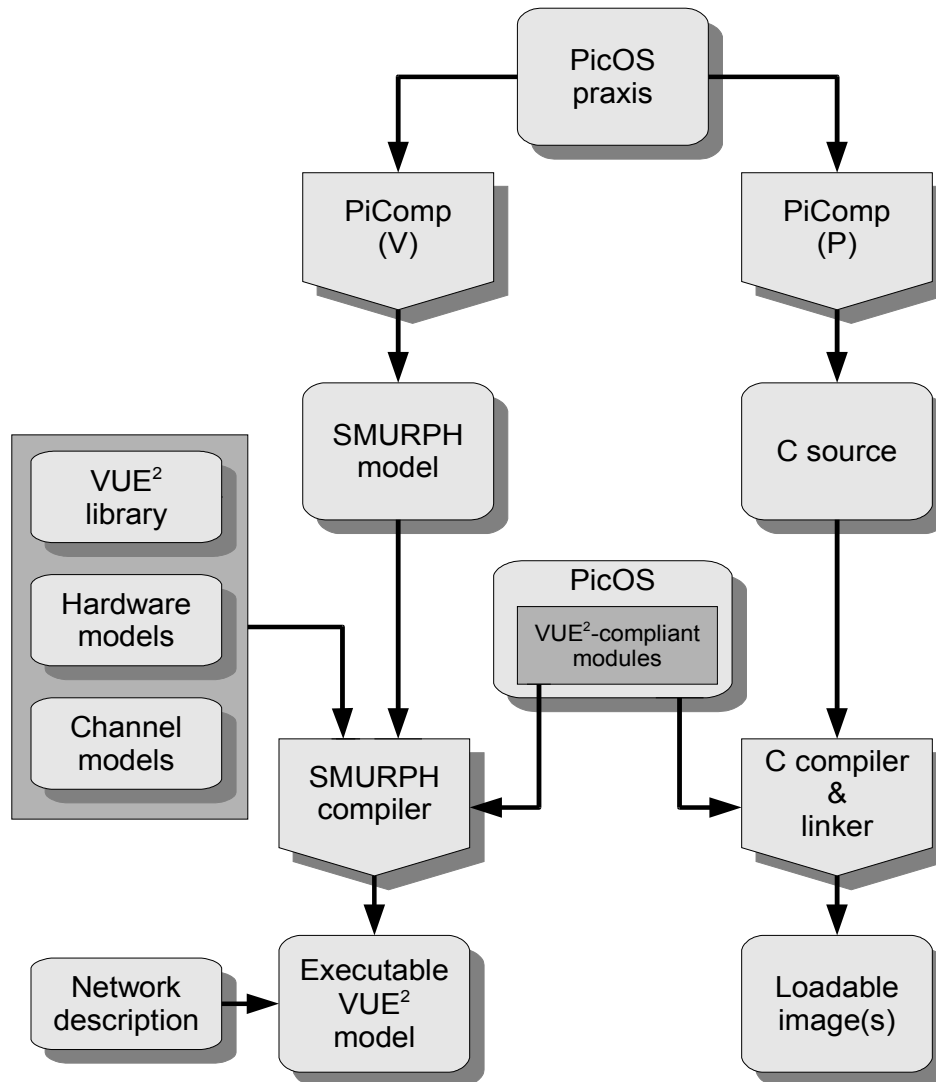 PicOS
praxis
PiComp
(V)
PiComp
(P)
SMURPH
model
C source
VUE²
library
Hardware
models
Channel
models
PicOS
VUE²-compliant
modules
SMURPH
compiler
C compiler
&
linker
Network
description
Executable
VUE²
model
Loadable
image(s)